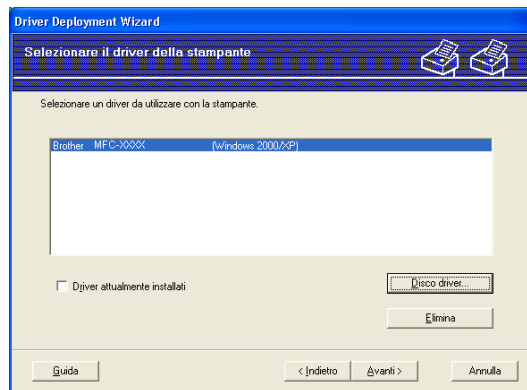 Driver Deployment Wizard
Selezionare il driver della stampante
Selezionare un driver da utilizzare con la stampante.
Brother MFC-XXXX (Windows 2000/XP)
Driver attualmente installati
Disco driver...
Elimina
Guida
< Indietro
Avanti >
Annulla